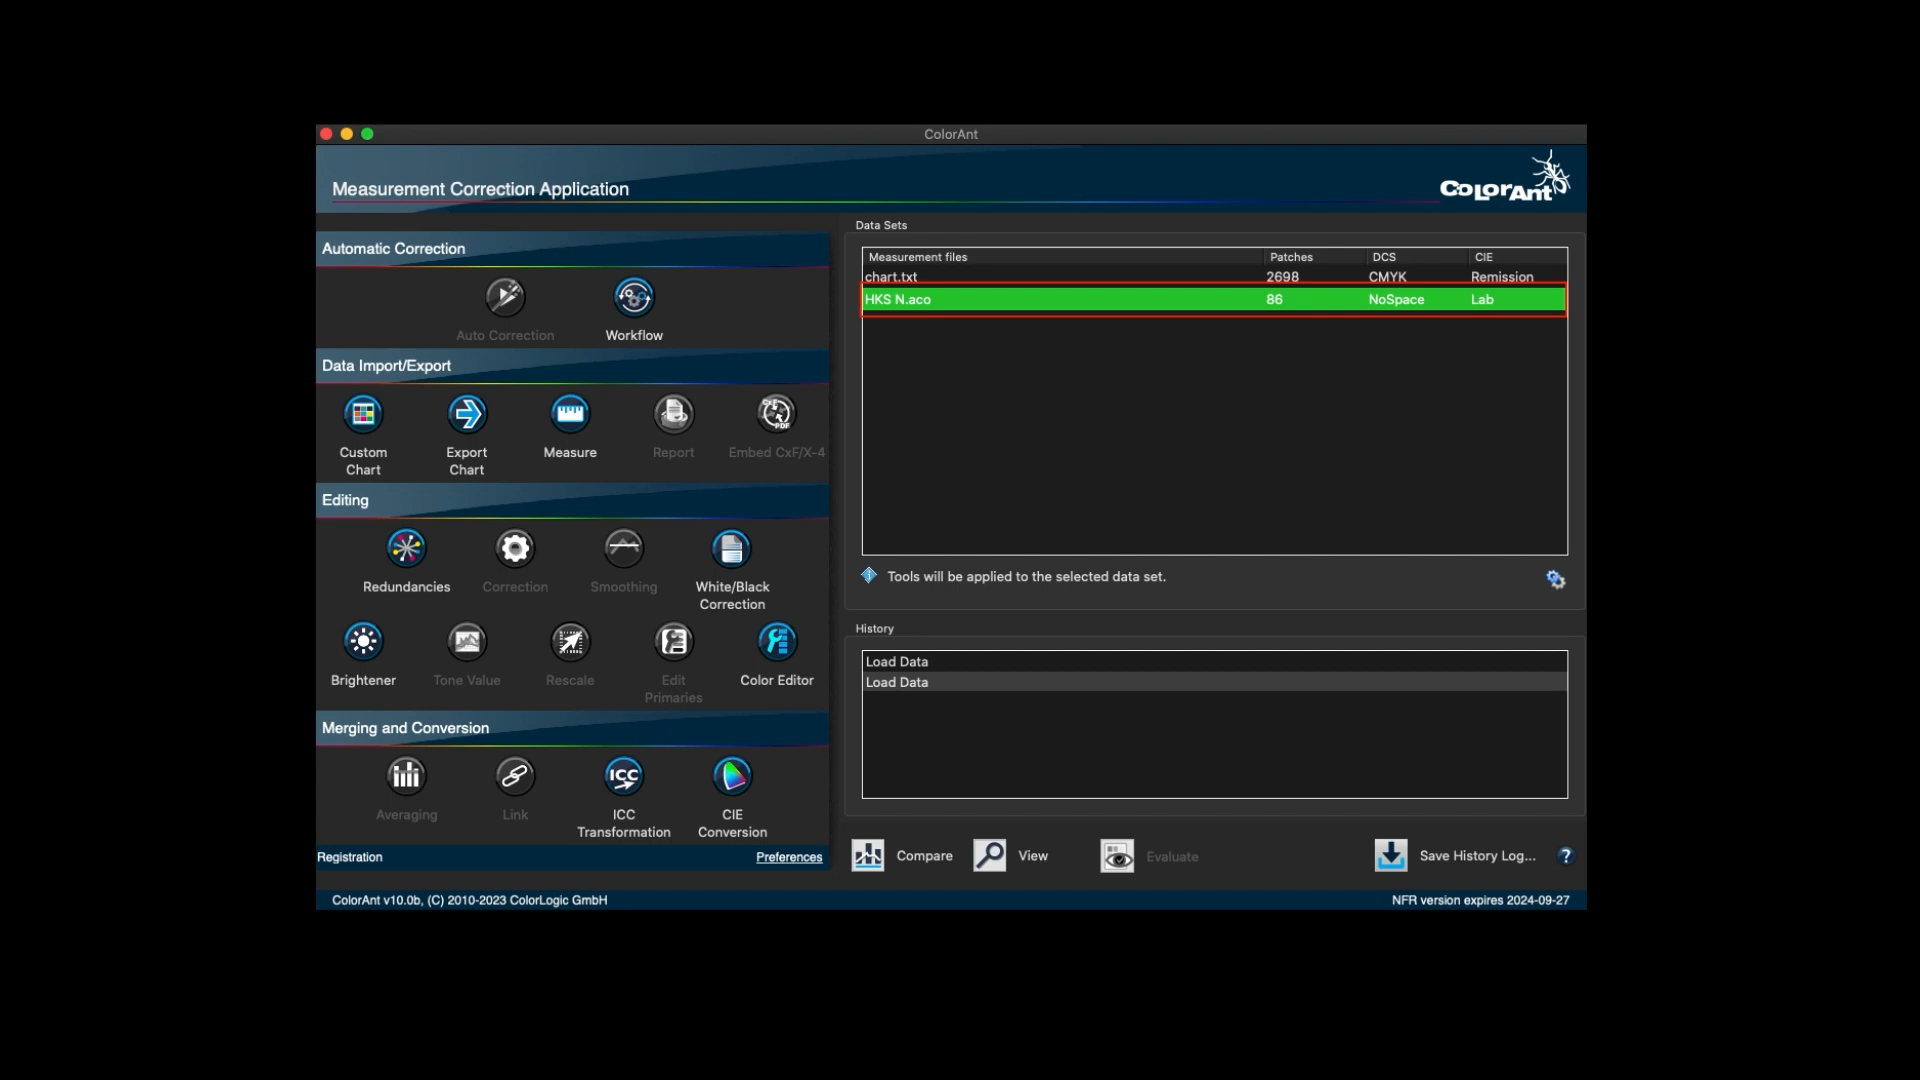 ColorAnt
Measurement Correction Application
ColorAnt
Automatic Correction
Auto Correction
Workflow
Data Import/Export
Custom
Chart
Export
Chart
Measure
Report
CxF
PDF
Embed CxF/X-4
Editing
Redundancies
Correction
Smoothing
White/Black
Correction
Brightener
Tone Value
Rescale
Edit
Primaries
Color Editor
Merging and Conversion
Averaging
Link
ICC
ICC
Transformation
CIE
Conversion
Registration
Preferences
Data Sets
Measurement files Patches DCS CIE
chart.txt 2698 CMYK Remission
HKS N.aco 86 NoSpace Lab
Tools will be applied to the selected data set.
History
Load Data
Load Data
Compare
View
Evaluate
Save History Log...
?
ColorAnt v10.0b, (C) 2010-2023 ColorLogic GmbH
NFR version expires 2024-09-27